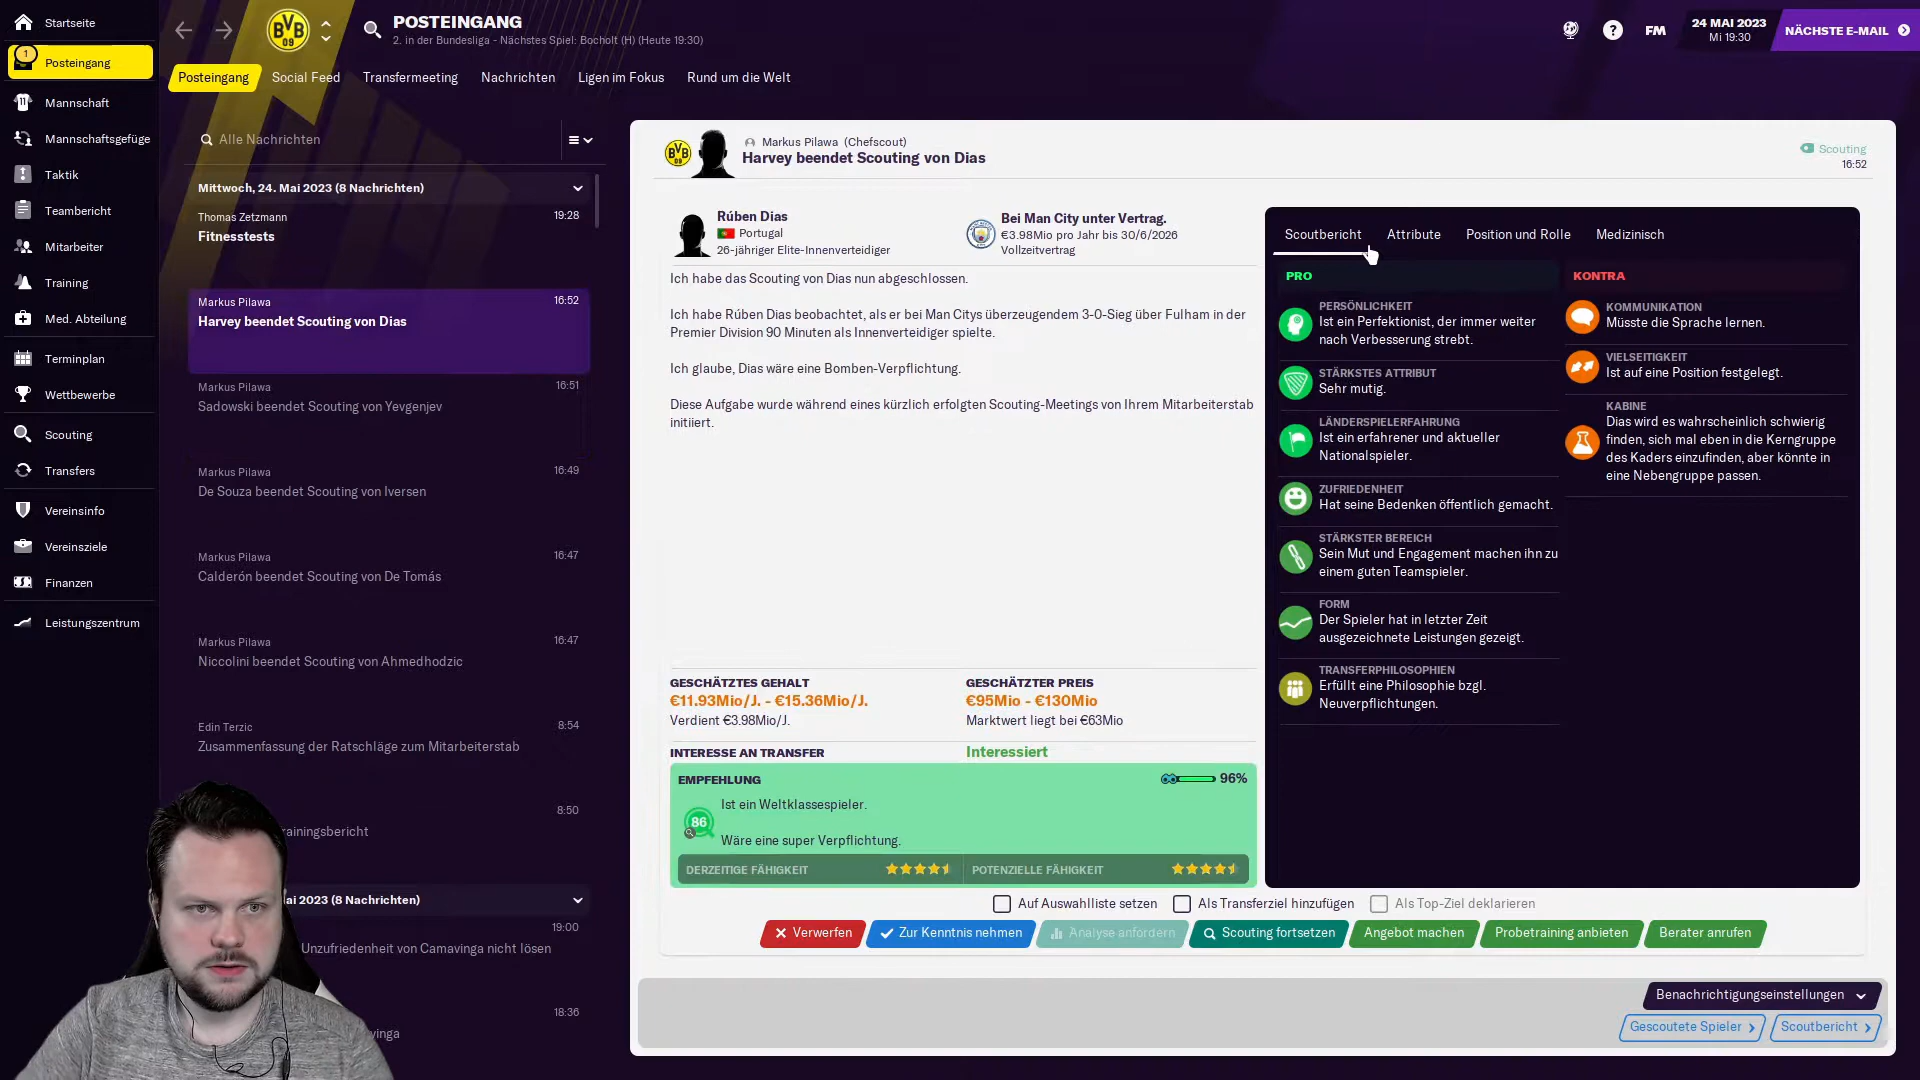 Startseite
1
Posteingang
Mannschaft
Mannschaftsgefüge
Taktik
Teambericht
Mitarbeiter
Training
Med. Abteilung
Terminplan
Wettbewerbe
Scouting
Transfers
Vereinsinfo
Vereinsziele
Finanzen
Leistungszentrum
BVB
09
POSTEINGANG
2. in der Bundesliga - Nächstes Spiel: Bocholt (H) (Heute 19:30)
FM
24 MAI 2023
Mi 19:30
NÄCHSTE E-MAIL
Posteingang
Social Feed
Transfermeeting
Nachrichten
Ligen im Fokus
Rund um die Welt
Alle Nachrichten
Mittwoch, 24. Mai 2023 (8 Nachrichten)
Thomas Zetzmann 19:28
Fitnesstests
Markus Pilawa 16:52
Harvey beendet Scouting von Dias
Markus Pilawa 16:51
Sadowski beendet Scouting von Yevgenjev
Markus Pilawa 16:49
De Souza beendet Scouting von Iversen
Markus Pilawa 16:47
Calderón beendet Scouting von De Tomás
Markus Pilawa 16:47
Niccolini beendet Scouting von Ahmedhodzic
Edin Terzic 8:54
Zusammenfassung der Ratschläge zum Mitarbeiterstab
8:50
rainingsbericht
ai 2023 (8 Nachrichten)
19:00
Unzufriedenheit von Camavinga nicht lösen
18:36
vinga
BVB
09
Markus Pilawa (Chefscout)
Harvey beendet Scouting von Dias
Scouting
16:52
Rúben Dias
Portugal
26-jähriger Elite-Innenverteidiger
Bei Man City unter Vertrag.
€3.98Mio pro Jahr bis 30/6/2026
Vollzeitvertrag
Ich habe das Scouting von Dias nun abgeschlossen.
Ich habe Rúben Dias beobachtet, als er bei Man Citys überzeugendem 3-0-Sieg über Fulham in der
Premier Division 90 Minuten als Innenverteidiger spielte.
Ich glaube, Dias wäre eine Bomben-Verpflichtung.
Diese Aufgabe wurde während eines kürzlich erfolgten Scouting-Meetings von Ihrem Mitarbeiterstab
initiiert.
GESCHÄTZTES GEHALT
€11.93Mio/J. - €15.36Mio/J.
Verdient €3.98Mio/J.
GESCHÄTZTER PREIS
€95Mio - €130Mio
Marktwert liegt bei €63Mio
INTERESSE AN TRANSFER
Interessiert
EMPFEHLUNG
96%
86
Ist ein Weltklassespieler.
Wäre eine super Verpflichtung.
DERZEITIGE FÄHIGKEIT
POTENZIELLE FÄHIGKEIT
Scoutbericht
Attribute
Position und Rolle
Medizinisch
PRO
PERSÖNLICHKEIT
Ist ein Perfektionist, der immer weiter
nach Verbesserung strebt.
STÄRKSTES ATTRIBUT
Sehr mutig.
LÄNDERSPIELERFAHRUNG
Ist ein erfahrener und aktueller
Nationalspieler.
ZUFRIEDENHEIT
Hat seine Bedenken öffentlich gemacht.
STÄRKSTER BEREICH
Sein Mut und Engagement machen ihn zu
einem guten Teamspieler.
FORM
Der Spieler hat in letzter Zeit
ausgezeichnete Leistungen gezeigt.
TRANSFERPHILOSOPHIEN
Erfüllt eine Philosophie bzgl.
Neuverpflichtungen.
KONTRA
KOMMUNIKATION
Müsste die Sprache lernen.
VIELSEITIGKEIT
Ist auf eine Position festgelegt.
KABINE
Dias wird es wahrscheinlich schwierig
finden, sich mal eben in die Kerngruppe
des Kaders einzufinden, aber könnte in
eine Nebengruppe passen.
Auf Auswahlliste setzen
Als Transferziel hinzufügen
Als Top-Ziel deklarieren
Verwerfen
Zur Kenntnis nehmen
Analyse anfordern
Scouting fortsetzen
Angebot machen
Probetraining anbieten
Berater anrufen
Benachrichtigungseinstellungen
Gescoutete Spieler
Scoutbericht